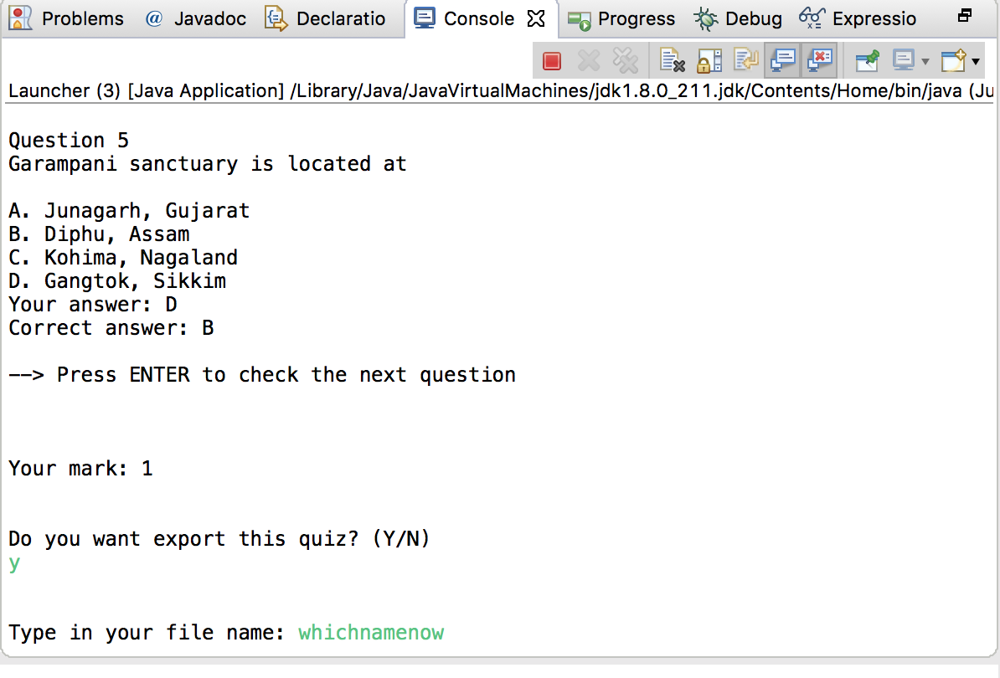 Problems @ Javadoc Declaratio Console Progress Debug Expressio
Launcher (3) [Java Application] /Library/Java/JavaVirtualMachines/jdk1.8.0_211.jdk/Contents/Home/bin/java (Ju
Question 5
Garampani sanctuary is located at
A. Junagarh, Gujarat
B. Diphu, Assam
C. Kohima, Nagaland
D. Gangtok, Sikkim
Your answer: D
Correct answer: B
--> Press ENTER to check the next question
Your mark: 1
Do you want export this quiz? (Y/N)
y
Type in your file name: whichnamenow